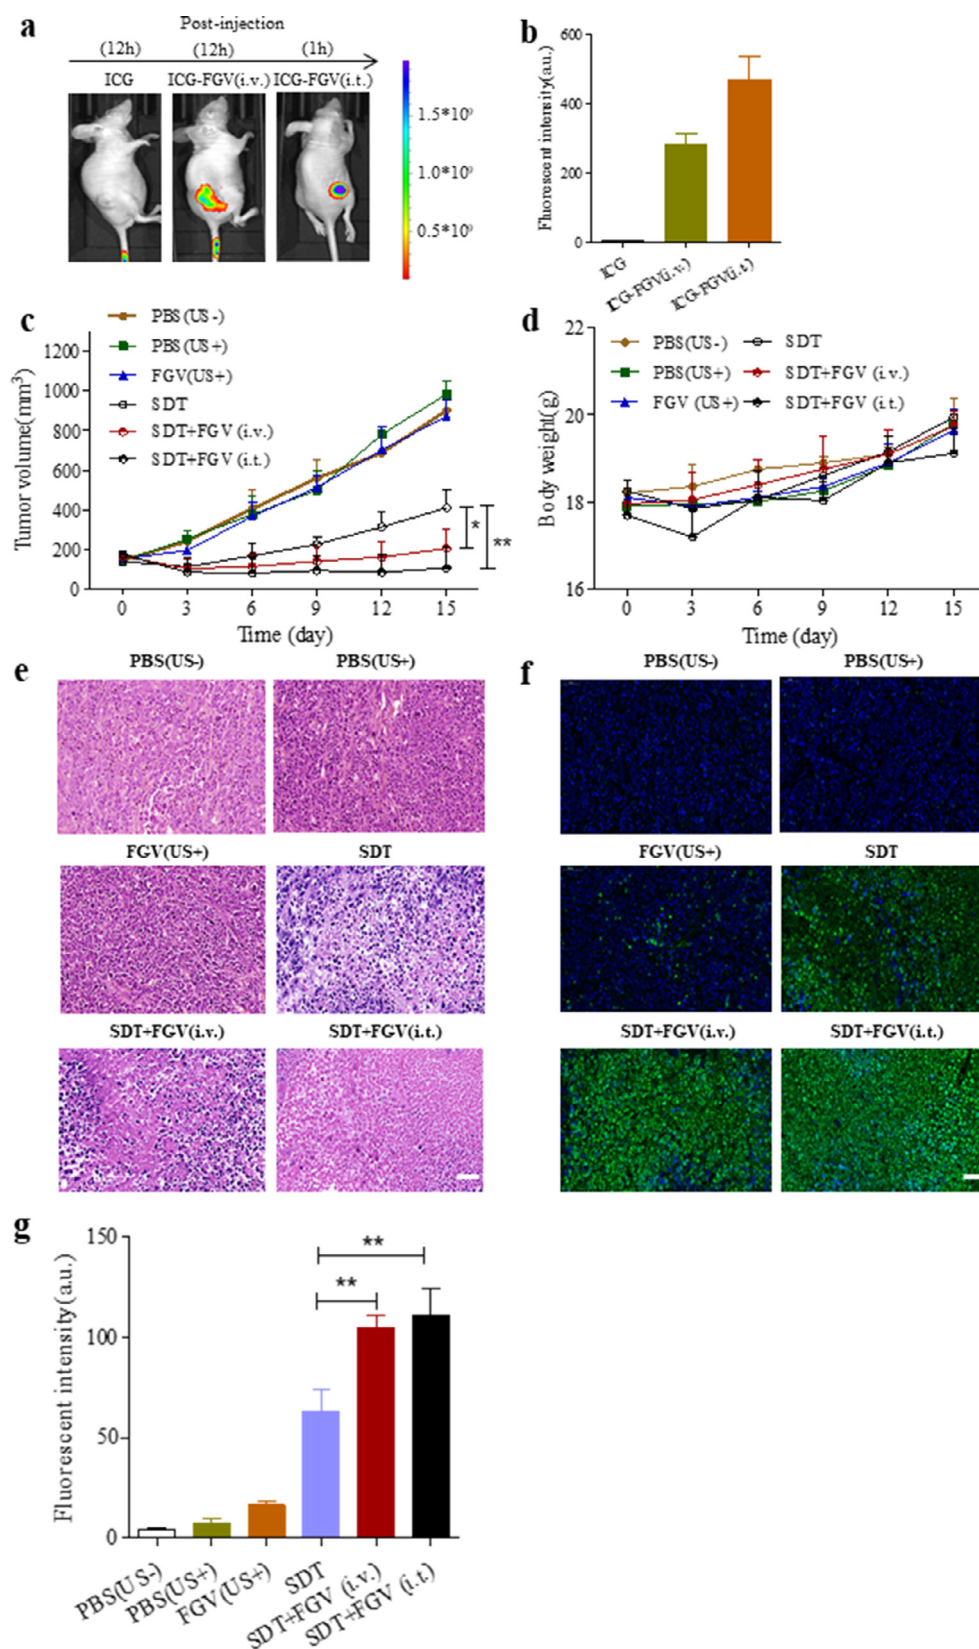 a
Post-injection
(12h) (12h) (1h)
ICG ICG-FGV(i.v.) ICG-FGV(i.t.)
1.5*10⁹
1.0*10⁹
0.5*10⁹
b
Fluorescent intensity(a.u.)
600
400
200
0
ICG
ICG-FGV(i.v.)
ICG-FGV(i.t)
c
PBS(US-)
PBS(US+)
FGV(US+)
SDT
SDT+FGV (i.v.)
SDT+FGV (i.t.)
Tumor volume(mm³)
1200
1000
800
600
400
200
0
*
**
0 3 6 9 12 15
Time (day)
d
PBS(US-) SDT
PBS(US+) SDT+FGV (i.v.)
FGV (US+) SDT+FGV (i.t.)
Body weight(g)
22
20
18
16
0 3 6 9 12 15
Time (day)
e
PBS(US-) PBS(US+)
FGV(US+) SDT
SDT+FGV(i.v.) SDT+FGV(i.t.)
f
PBS(US-) PBS(US+)
FGV(US+) SDT
SDT+FGV(i.v.) SDT+FGV(i.t.)
g
Fluorescent intensity(a.u.)
150
100
50
0
**
**
PBS(US-)
PBS(US+)
FGV(US+)
SDT
SDT+FGV (i.v.)
SDT+FGV (i.t.)